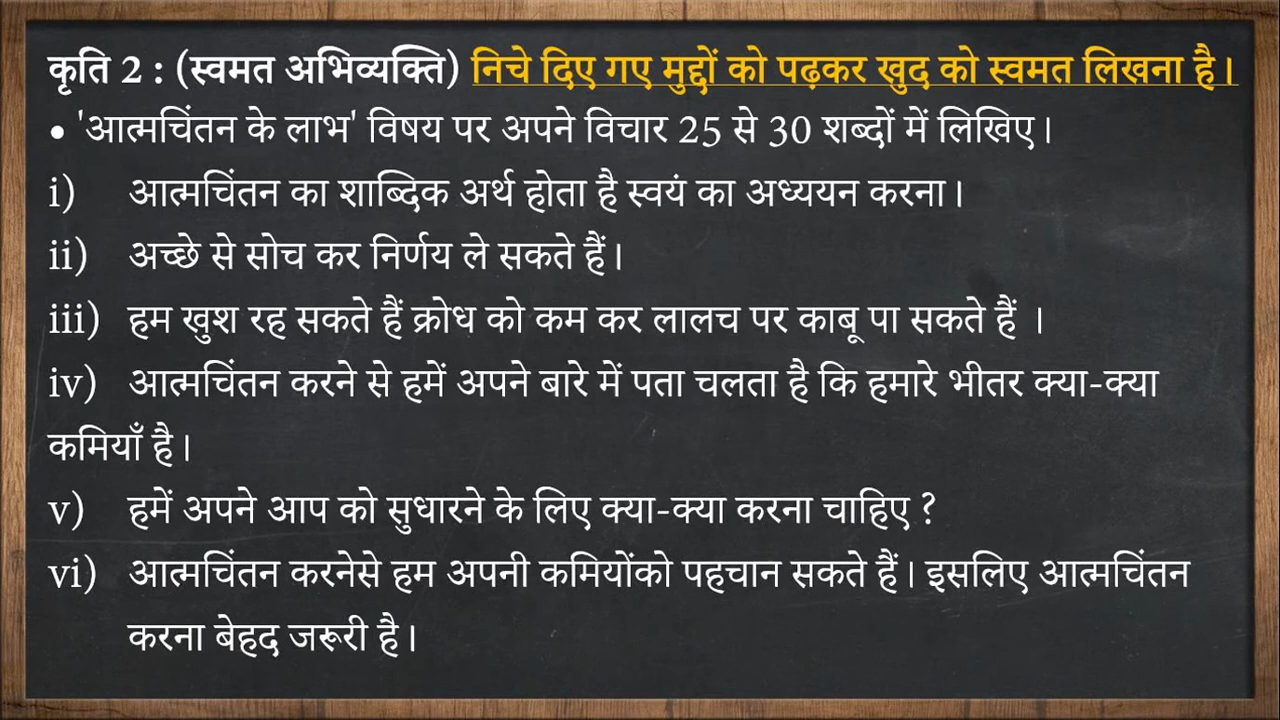 कृति 2 : (स्वमत अभिव्यक्ति) निचे दिए गए मुद्दों को पढ़कर खुद को स्वमत लिखना है।
• 'आत्मचिंतन के लाभ' विषय पर अपने विचार 25 से 30 शब्दों में लिखिए।
i) आत्मचिंतन का शाब्दिक अर्थ होता है स्वयं का अध्ययन करना।
ii) अच्छे से सोच कर निर्णय ले सकते हैं।
iii) हम खुश रह सकते हैं क्रोध को कम कर लालच पर काबू पा सकते हैं ।
iv) आत्मचिंतन करने से हमें अपने बारे में पता चलता है कि हमारे भीतर क्या-क्या
कमियाँ है।
v) हमें अपने आप को सुधारने के लिए क्या-क्या करना चाहिए ?
vi) आत्मचिंतन करनेसे हम अपनी कमियोंको पहचान सकते हैं। इसलिए आत्मचिंतन
करना बेहद जरूरी है।